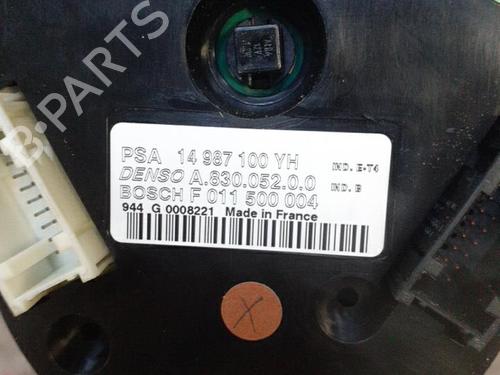 B-PARTS
PSA 14 987 100 YH IND. E-T4
DENSO A.830.052.0.0 IND. B
BOSCH F 011 500 004
944 G 0008221 Made in France
X